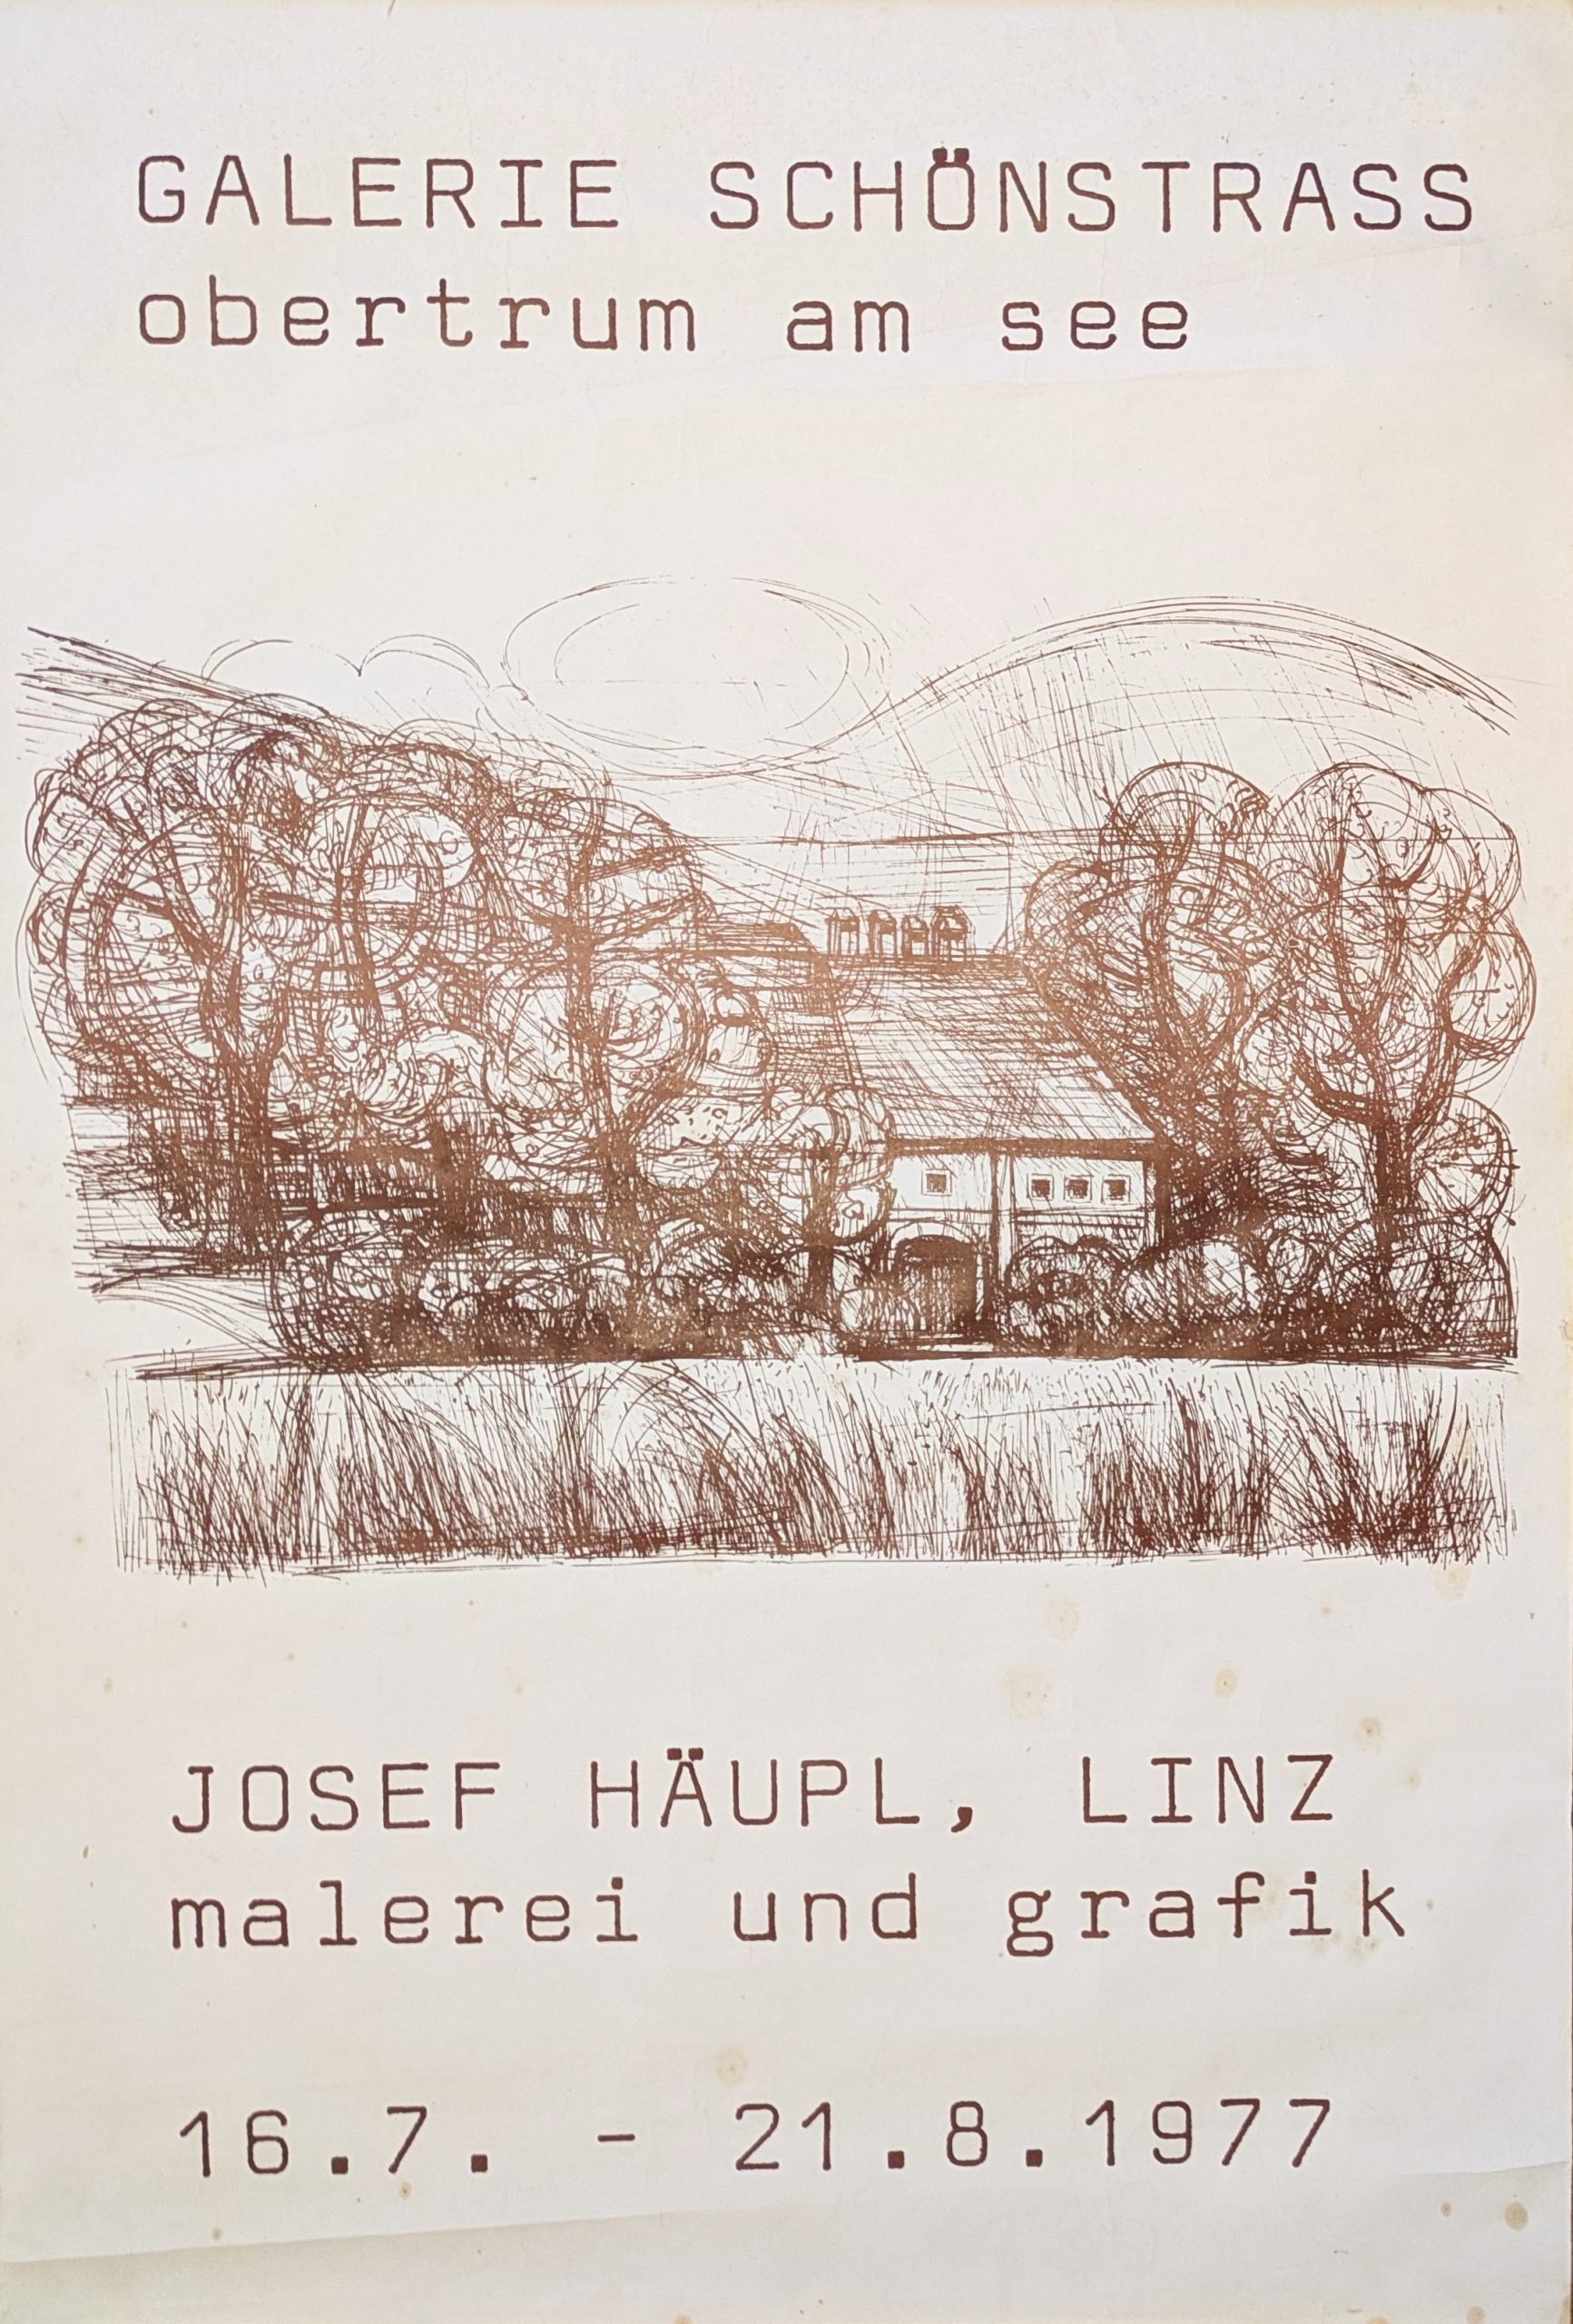 GALERIE SCHÖNSTRASS
obertrum am see
JOSEF HÄUPL, LINZ
malerei und grafik
16.7. - 21.8.1977